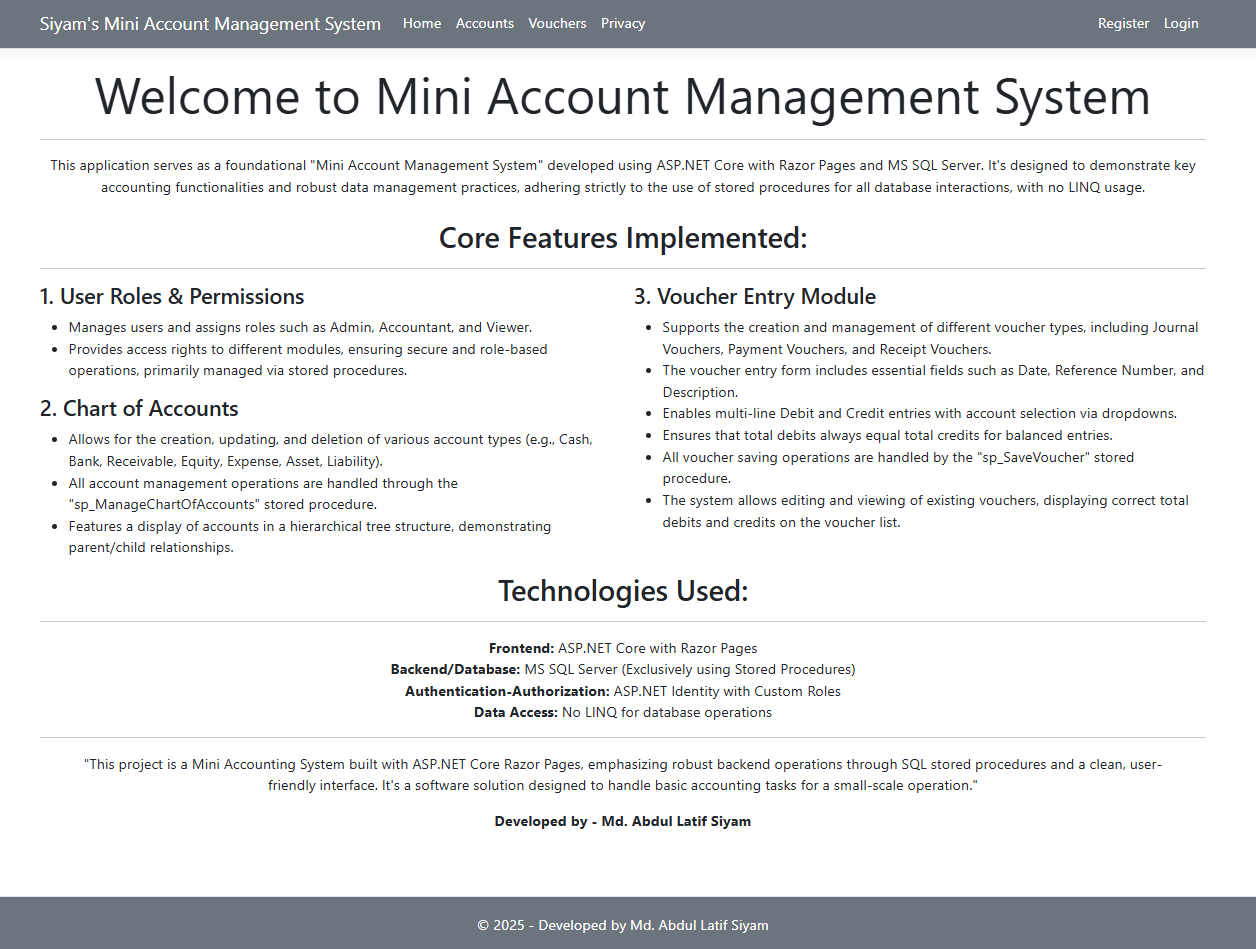 Siyam's Mini Account Management System Home Accounts Vouchers Privacy Register Login
Welcome to Mini Account Management System
This application serves as a foundational "Mini Account Management System" developed using ASP.NET Core with Razor Pages and MS SQL Server. It's designed to demonstrate key
accounting functionalities and robust data management practices, adhering strictly to the use of stored procedures for all database interactions, with no LINQ usage.
Core Features Implemented:
1. User Roles & Permissions
• Manages users and assigns roles such as Admin, Accountant, and Viewer.
• Provides access rights to different modules, ensuring secure and role-based
operations, primarily managed via stored procedures.
2. Chart of Accounts
• Allows for the creation, updating, and deletion of various account types (e.g., Cash,
Bank, Receivable, Equity, Expense, Asset, Liability).
• All account management operations are handled through the
"sp_ManageChartOfAccounts" stored procedure.
• Features a display of accounts in a hierarchical tree structure, demonstrating
parent/child relationships.
3. Voucher Entry Module
• Supports the creation and management of different voucher types, including Journal
Vouchers, Payment Vouchers, and Receipt Vouchers.
• The voucher entry form includes essential fields such as Date, Reference Number, and
Description.
• Enables multi-line Debit and Credit entries with account selection via dropdowns.
• Ensures that total debits always equal total credits for balanced entries.
• All voucher saving operations are handled by the "sp_SaveVoucher" stored
procedure.
• The system allows editing and viewing of existing vouchers, displaying correct total
debits and credits on the voucher list.
Technologies Used:
Frontend: ASP.NET Core with Razor Pages
Backend/Database: MS SQL Server (Exclusively using Stored Procedures)
Authentication-Authorization: ASP.NET Identity with Custom Roles
Data Access: No LINQ for database operations
"This project is a Mini Accounting System built with ASP.NET Core Razor Pages, emphasizing robust backend operations through SQL stored procedures and a clean, user-
friendly interface. It's a software solution designed to handle basic accounting tasks for a small-scale operation."
Developed by - Md. Abdul Latif Siyam
© 2025 - Developed by Md. Abdul Latif Siyam